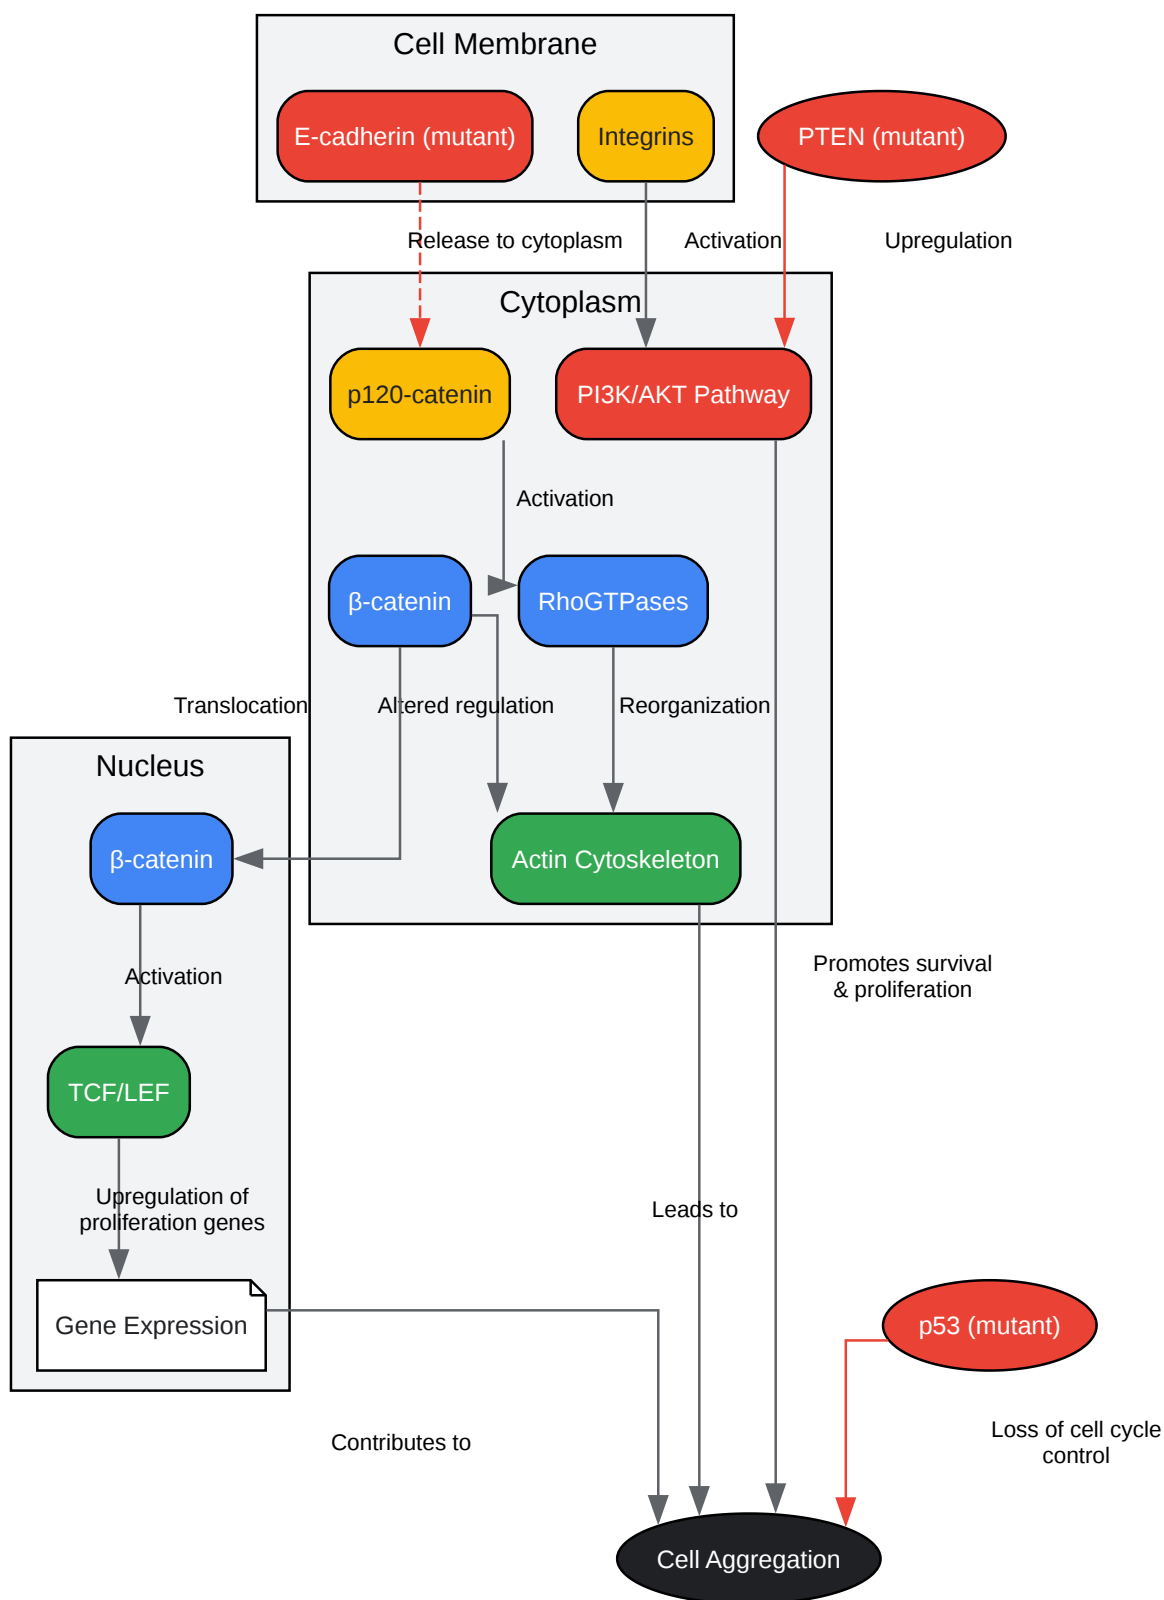 Cell Membrane
E-cadherin (mutant)
Integrins
PTEN (mutant)
Release to cytoplasm
Activation
Upregulation
Cytoplasm
p120-catenin
PI3K/AKT Pathway
Activation
β-catenin
RhoGTPases
Translocation
Altered regulation
Reorganization
Nucleus
β-catenin
Actin Cytoskeleton
Activation
Promotes survival
& proliferation
TCF/LEF
Upregulation of
proliferation genes
Leads to
Gene Expression
p53 (mutant)
Contributes to
Loss of cell cycle
control
Cell Aggregation